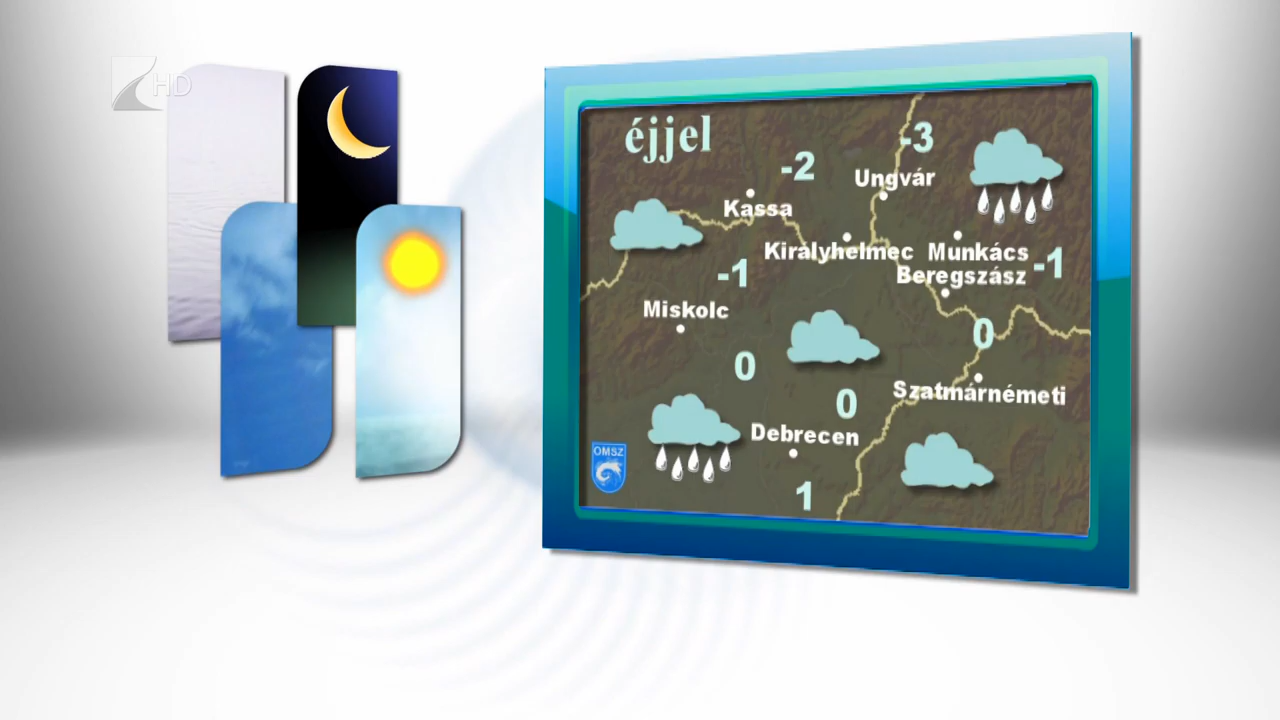 HD
éjjel
-3
-2
Ungvár
Kassa
Királyhelmec
Munkács
-1
Beregszász
-1
Miskolc
0
0
Szatmárnémeti
0
Debrecen
OMSZ
1